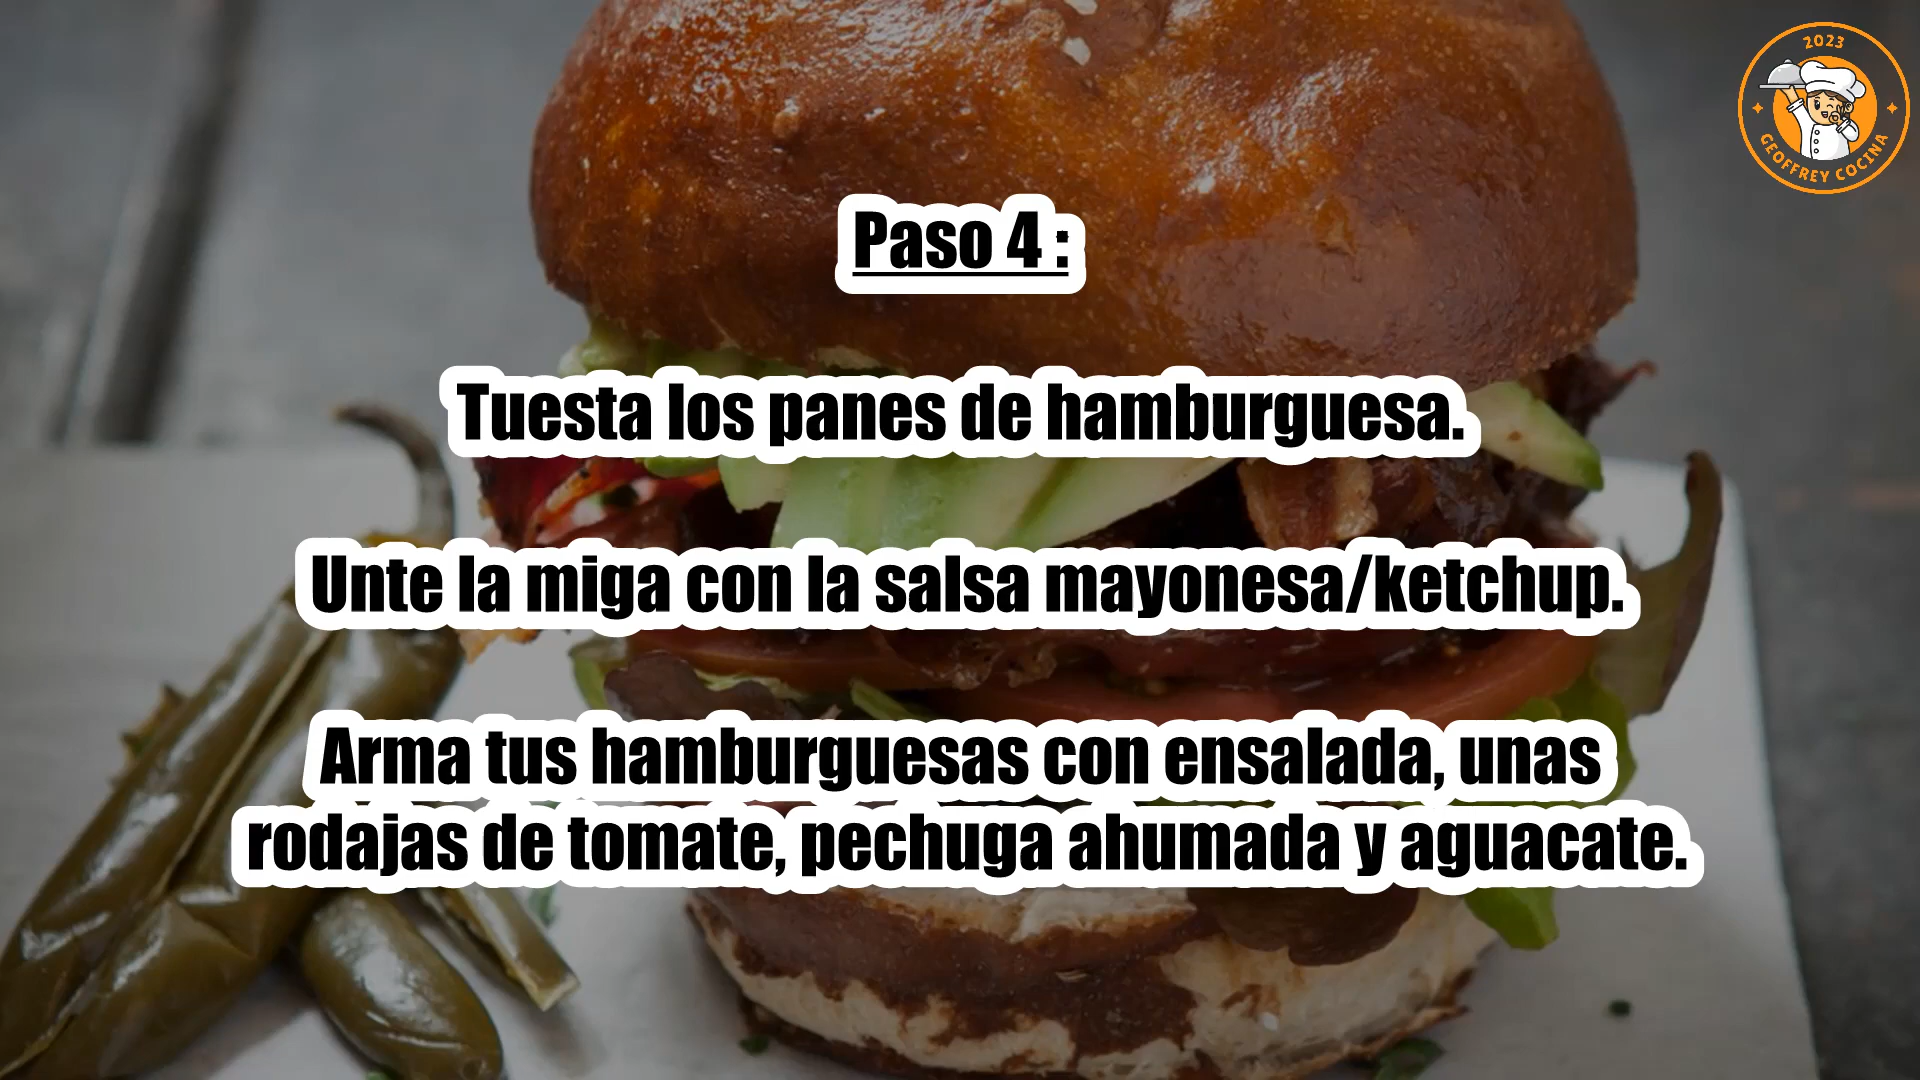 2023
GEOFFREY COCINA
Paso 4 :
Tuesta los panes de hamburguesa.
Unte la miga con la salsa mayonesa/ketchup.
Arma tus hamburguesas con ensalada, unas
rodajas de tomate, pechuga ahumada y aguacate.